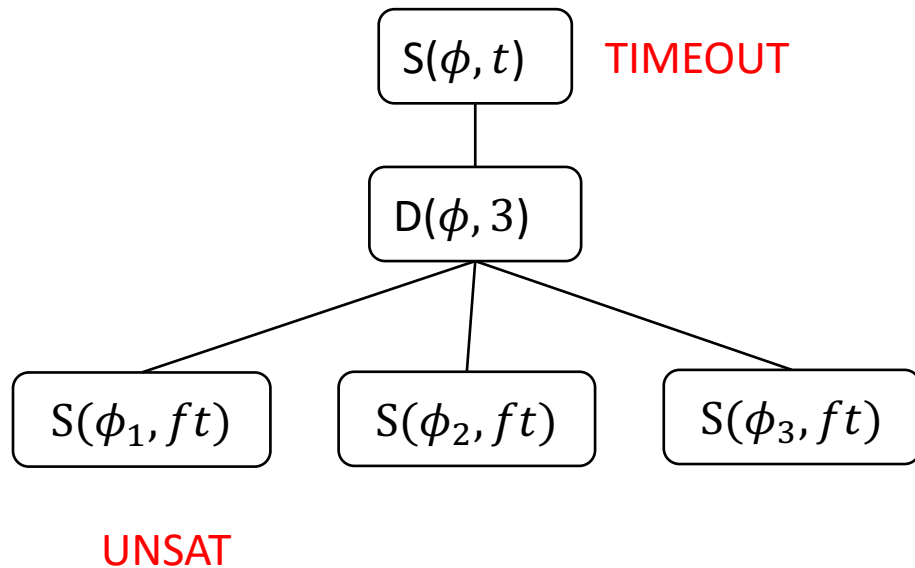 S(𝜙, 𝑡) TIMEOUT
D(𝜙, 3)
S(𝜙₁, 𝑓𝑡) S(𝜙₂, 𝑓𝑡) S(𝜙₃, 𝑓𝑡)
UNSAT